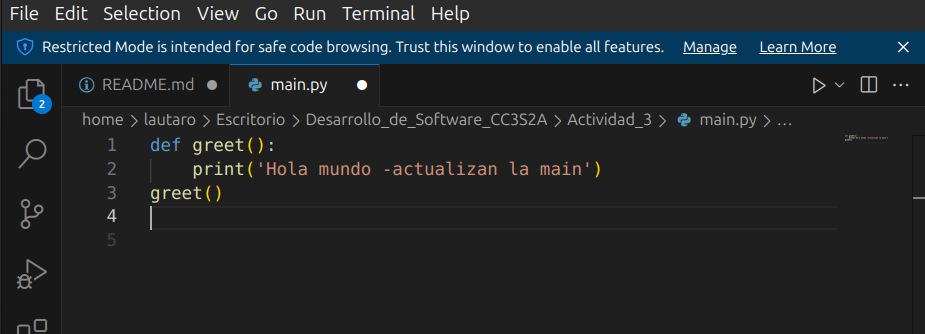 File Edit Selection View Go Run Terminal Help
Restricted Mode is intended for safe code browsing. Trust this window to enable all features. Manage Learn More
README.md main.py
home > lautaro > Escritorio > Desarrollo_de_Software_CC3S2A > Actividad_3 > main.py > ...
1 def greet():
2     print('Hola mundo -actualizan la main')
3 greet()
4
5
2